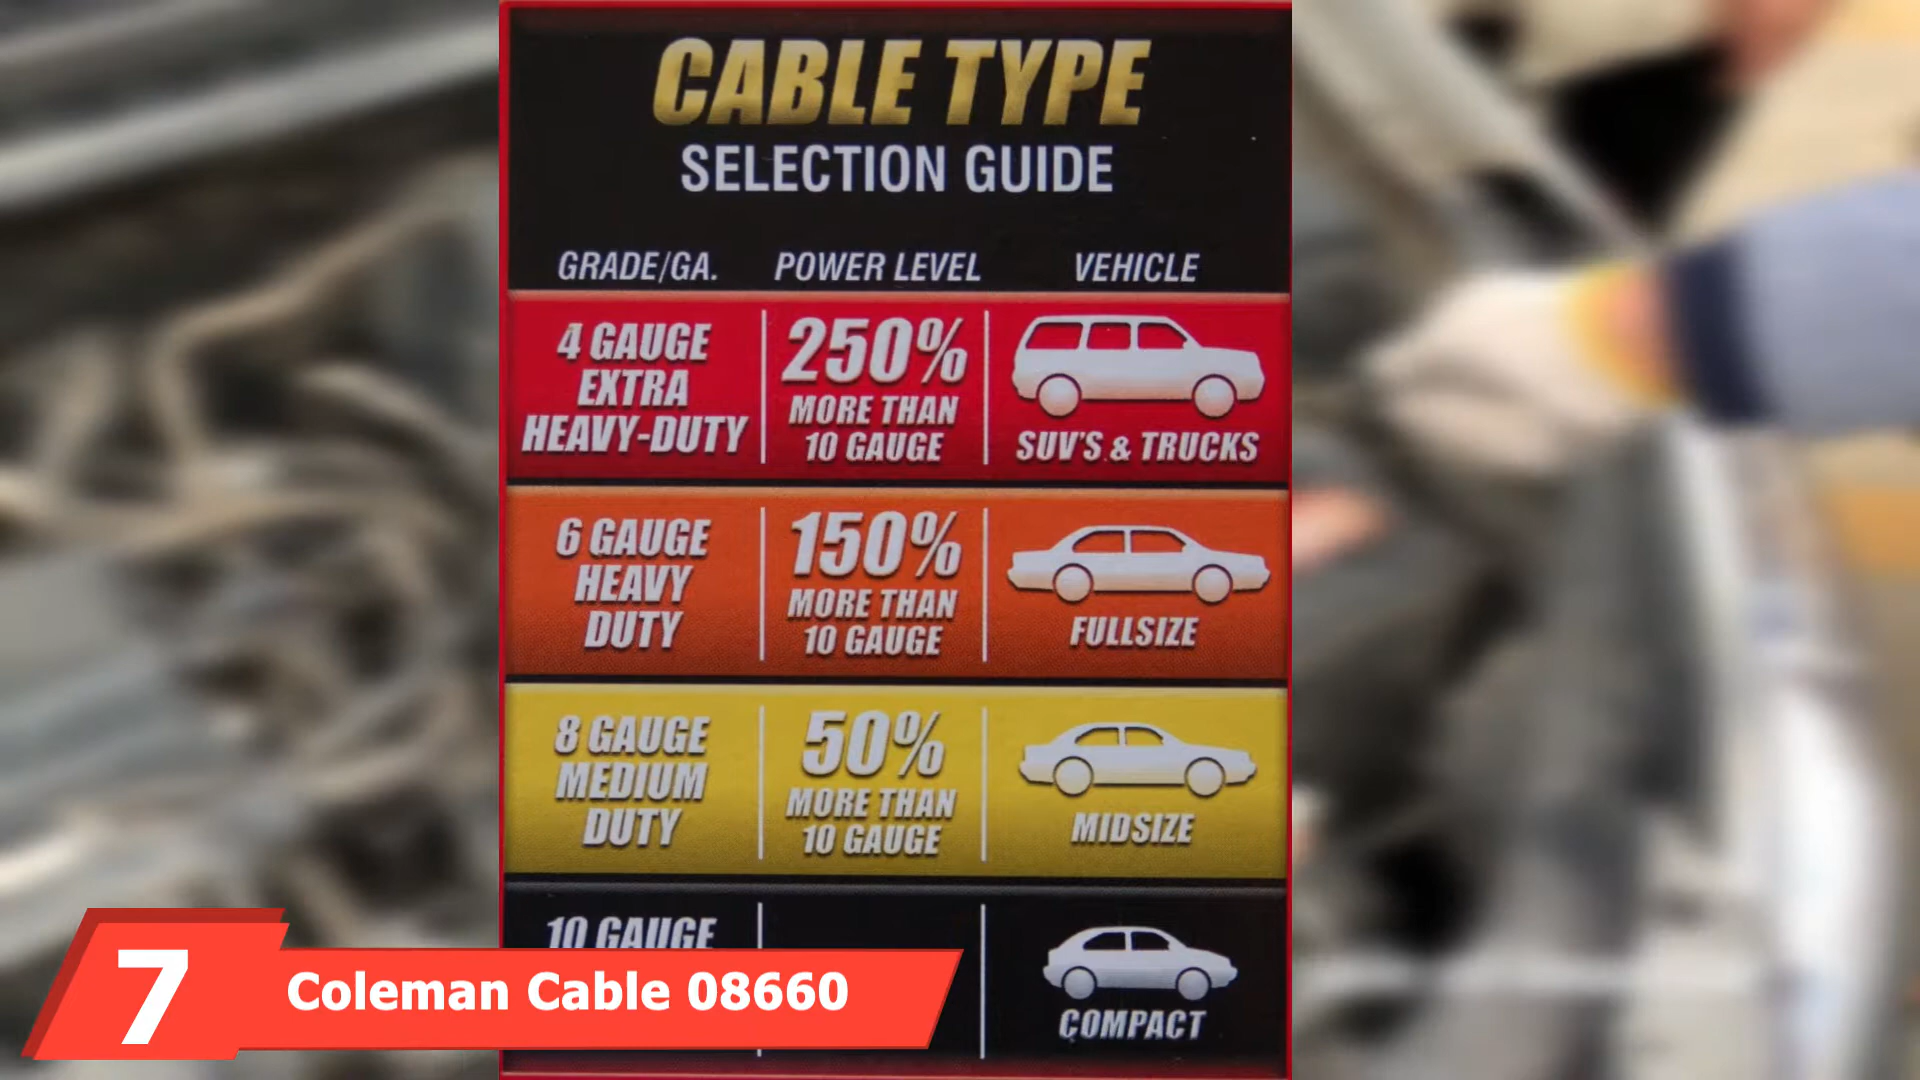 CABLE TYPE
SELECTION GUIDE
GRADE/GA. POWER LEVEL VEHICLE
4 GAUGE
EXTRA
HEAVY-DUTY
250%
MORE THAN
10 GAUGE
SUV'S & TRUCKS
6 GAUGE
HEAVY
DUTY
150%
MORE THAN
10 GAUGE
FULLSIZE
8 GAUGE
MEDIUM
DUTY
50%
MORE THAN
10 GAUGE
MIDSIZE
10 GAUGE
COMPACT
7
Coleman Cable 08660